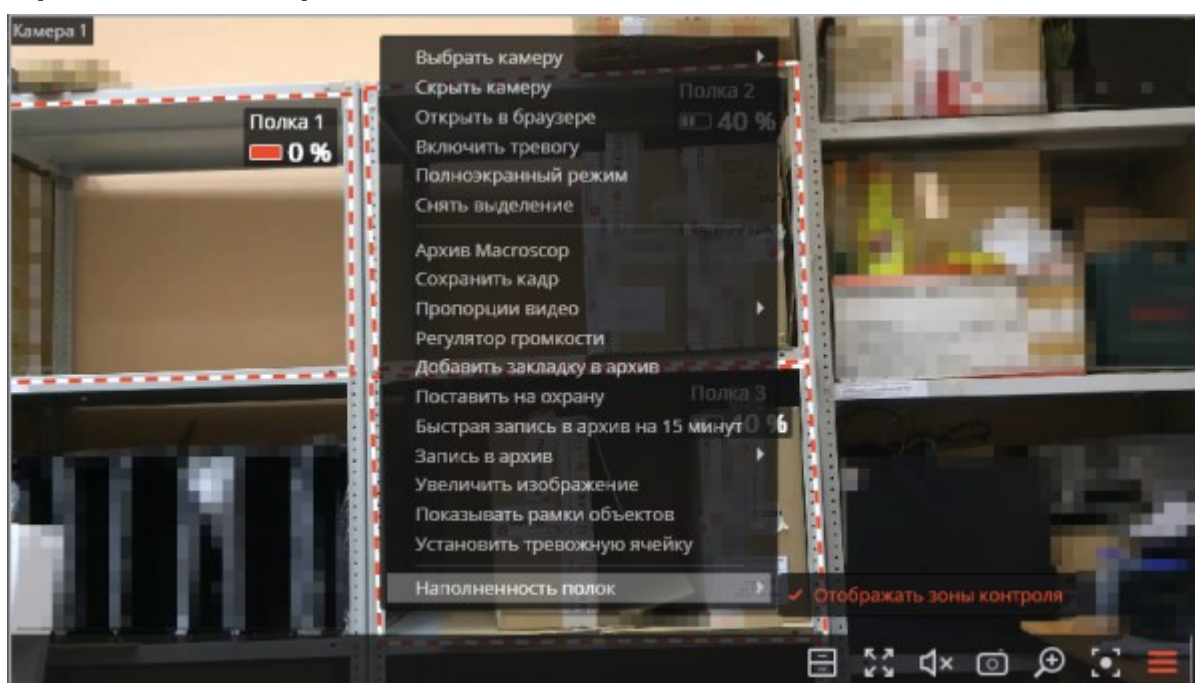 Камера 1
Полка 1
0 %
Выбрать камеру
Скрыть камеру
Полка 2
Открыть в браузере
40 %
Включить тревогу
Полноэкранный режим
Снять выделение
Архив Macroscop
Сохранить кадр
Пропорции видео
Регулятор громкости
Добавить закладку в архив
Поставить на охрану
Полка 3
Быстрая запись в архив на 15 минут
40 %
Запись в архив
Увеличить изображение
Показывать рамки объектов
Установить тревожную ячейку
Наполненность полок
Отображать зоны контроля